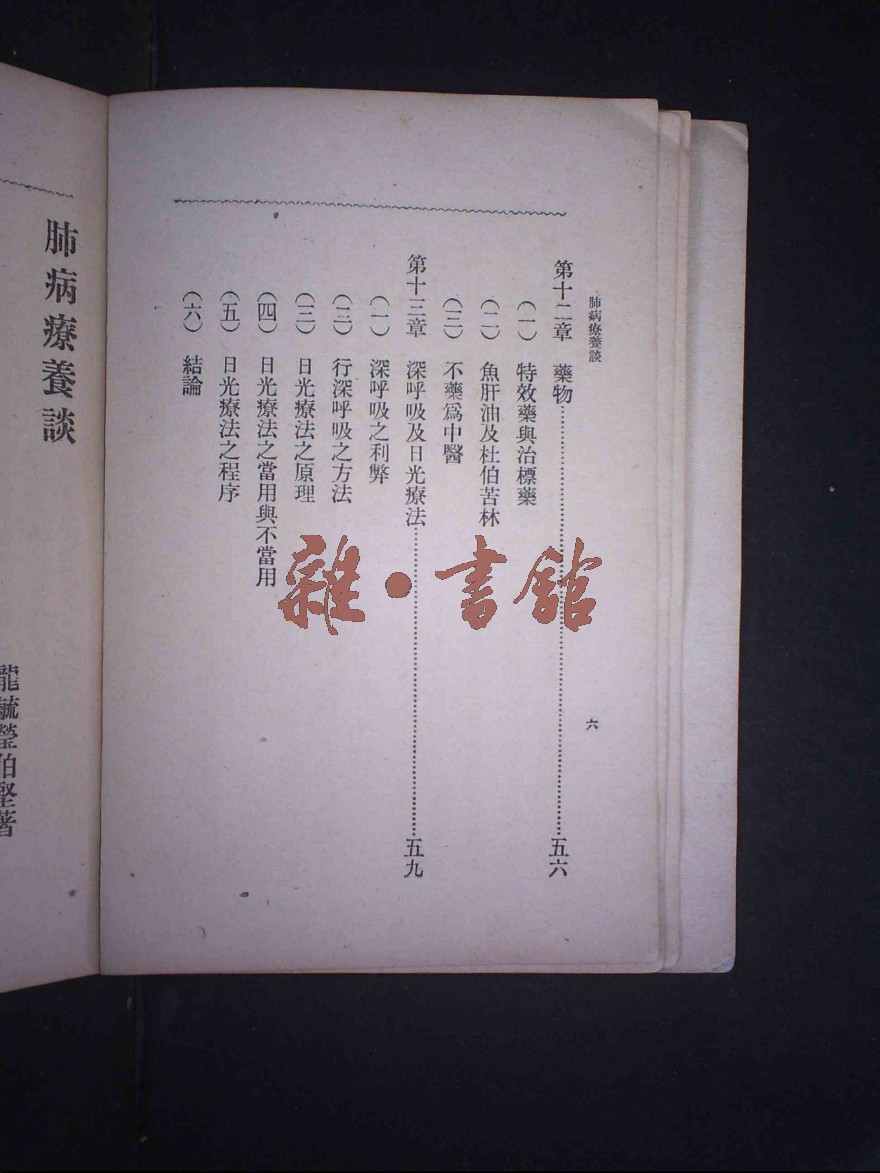 肺病療養談
六
第十二章　藥物……五六
（一）　特效藥與治標藥
（二）　魚肝油及杜伯苦林
（三）　不藥爲中醫
第十三章　深呼吸及日光療法……五九
（一）　深呼吸之利弊
（二）　行深呼吸之方法
（三）　日光療法之原理
（四）　日光療法之當用與不當用
（五）　日光療法之程序
（六）　結論
肺病療養談
龍毓瑩伯堅著
雜·書館